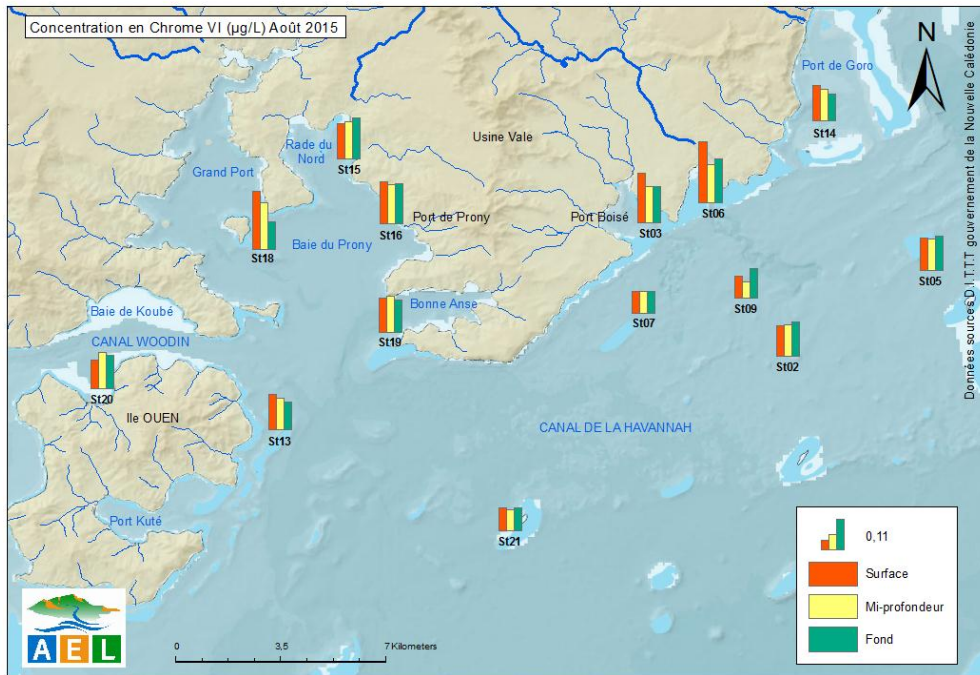 Concentration en Chrome VI (µg/L) Août 2015
N
Port de Goro
St14
Rade du
Nord
St15
Usine Vale
Grand Port
St06
Port de Prony
St16
Port Boisé
St03
Baie du Prony
St18
St05
Baie de Koubé
Bonne Anse
St09
St07
St19
CANAL WOODIN
St02
St20
Ile OUEN
St13
CANAL DE LA HAVANNAH
Port Kuté
St21
0,11
Surface
Mi-profondeur
Fond
AEL
0 3,5 7 Kilometers
Données sources D.I.T.T.T gouvernement de la Nouvelle Calédonie